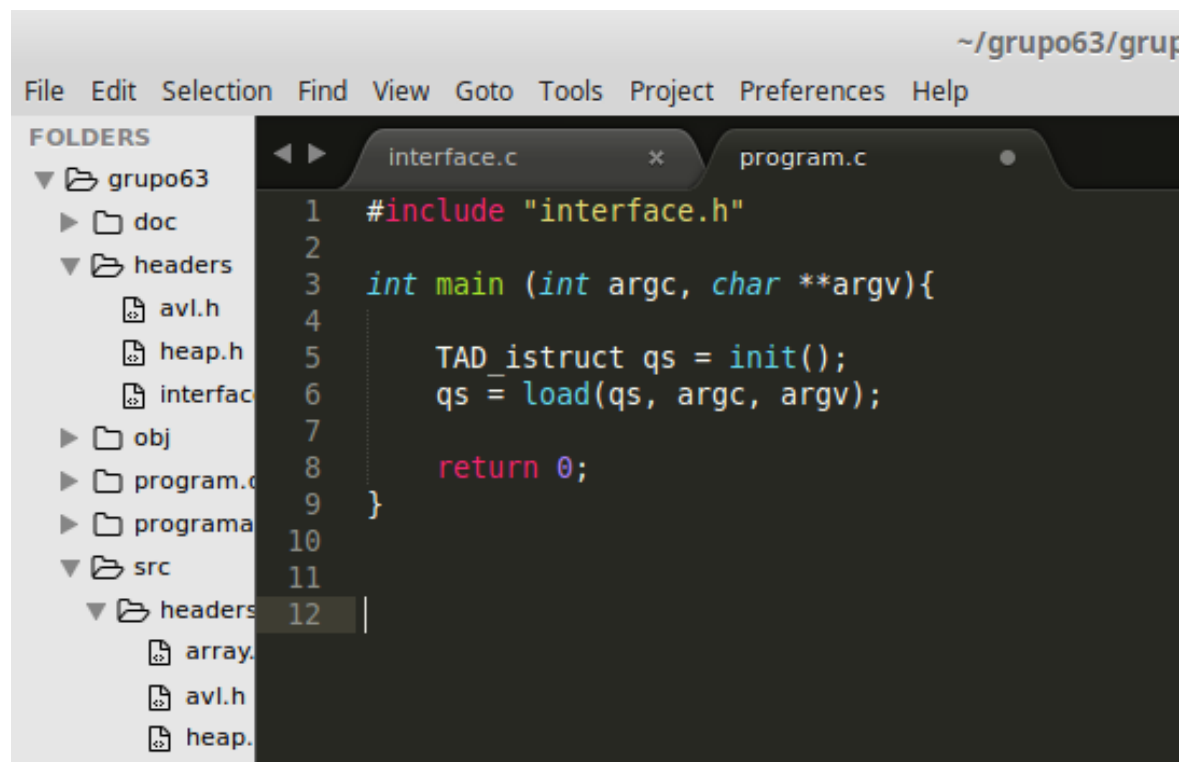 ~/grupo63/grup
File Edit Selection Find View Goto Tools Project Preferences Help
FOLDERS
grupo63
doc
headers
avl.h
heap.h
interfac
obj
program.c
programa
src
headers
array.
avl.h
heap.
interface.c × program.c
1 #include "interface.h"
2
3 int main (int argc, char **argv){
4
5 TAD_istruct qs = init();
6 qs = load(qs, argc, argv);
7
8 return 0;
9 }
10
11
12